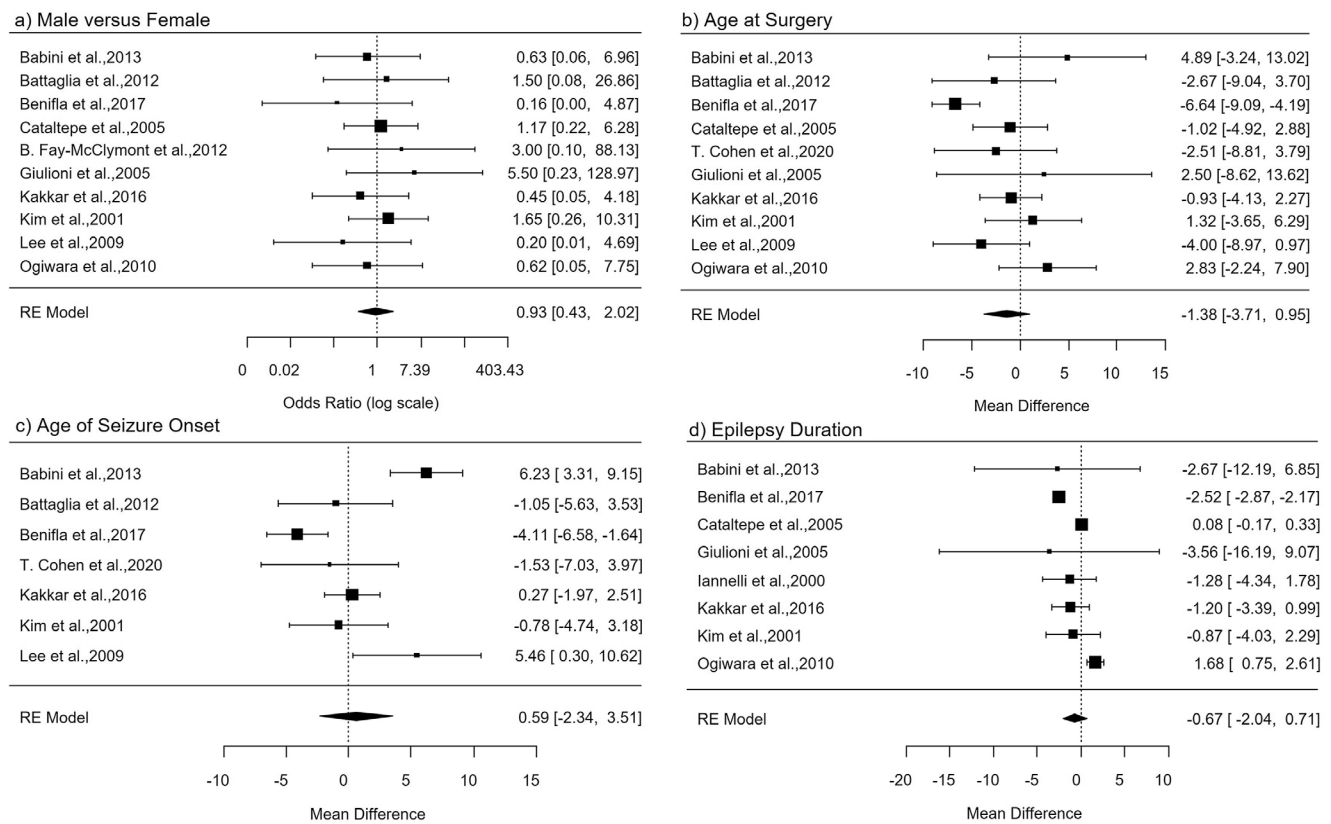 a) Male versus Female
Babini et al.,2013 0.63 [0.06, 6.96]
Battaglia et al.,2012 1.50 [0.08, 26.86]
Benifla et al.,2017 0.16 [0.00, 4.87]
Cataltepe et al.,2005 1.17 [0.22, 6.28]
B. Fay-McClymont et al.,2012 3.00 [0.10, 88.13]
Giulioni et al.,2005 5.50 [0.23, 128.97]
Kakkar et al.,2016 0.45 [0.05, 4.18]
Kim et al.,2001 1.65 [0.26, 10.31]
Lee et al.,2009 0.20 [0.01, 4.69]
Ogiwara et al.,2010 0.62 [0.05, 7.75]
RE Model 0.93 [0.43, 2.02]
0 0.02 1 7.39 403.43
Odds Ratio (log scale)
b) Age at Surgery
Babini et al.,2013 4.89 [-3.24, 13.02]
Battaglia et al.,2012 -2.67 [-9.04, 3.70]
Benifla et al.,2017 -6.64 [-9.09, -4.19]
Cataltepe et al.,2005 -1.02 [-4.92, 2.88]
T. Cohen et al.,2020 -2.51 [-8.81, 3.79]
Giulioni et al.,2005 2.50 [-8.62, 13.62]
Kakkar et al.,2016 -0.93 [-4.13, 2.27]
Kim et al.,2001 1.32 [-3.65, 6.29]
Lee et al.,2009 -4.00 [-8.97, 0.97]
Ogiwara et al.,2010 2.83 [-2.24, 7.90]
RE Model -1.38 [-3.71, 0.95]
-10 -5 0 5 10 15
Mean Difference
c) Age of Seizure Onset
Babini et al.,2013 6.23 [ 3.31, 9.15]
Battaglia et al.,2012 -1.05 [-5.63, 3.53]
Benifla et al.,2017 -4.11 [-6.58, -1.64]
T. Cohen et al.,2020 -1.53 [-7.03, 3.97]
Kakkar et al.,2016 0.27 [-1.97, 2.51]
Kim et al.,2001 -0.78 [-4.74, 3.18]
Lee et al.,2009 5.46 [ 0.30, 10.62]
RE Model 0.59 [-2.34, 3.51]
-10 -5 0 5 10 15
Mean Difference
d) Epilepsy Duration
Babini et al.,2013 -2.67 [-12.19, 6.85]
Benifla et al.,2017 -2.52 [-2.87, -2.17]
Cataltepe et al.,2005 0.08 [-0.17, 0.33]
Giulioni et al.,2005 -3.56 [-16.19, 9.07]
Iannelli et al.,2000 -1.28 [-4.34, 1.78]
Kakkar et al.,2016 -1.20 [-3.39, 0.99]
Kim et al.,2001 -0.87 [-4.03, 2.29]
Ogiwara et al.,2010 1.68 [ 0.75, 2.61]
RE Model -0.67 [-2.04, 0.71]
-20 -15 -10 -5 0 5 10
Mean Difference